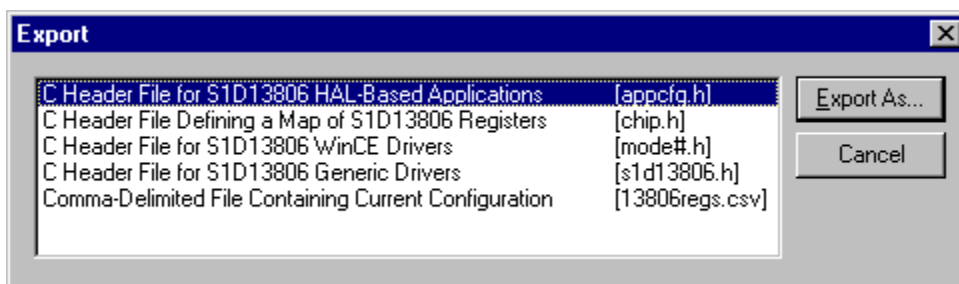 Export
C Header File for S1D13806 HAL-Based Applications [appcfg.h]
C Header File Defining a Map of S1D13806 Registers [chip.h]
C Header File for S1D13806 WinCE Drivers [mode#.h]
C Header File for S1D13806 Generic Drivers [s1d13806.h]
Comma-Delimited File Containing Current Configuration [13806regs.csv]
Export As...
Cancel